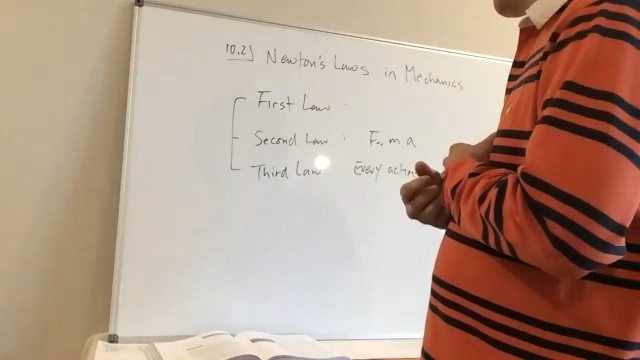 10.2] Newton's Laws in Mechanics
First Law :
Second Law : F = m a
Third Law Every action